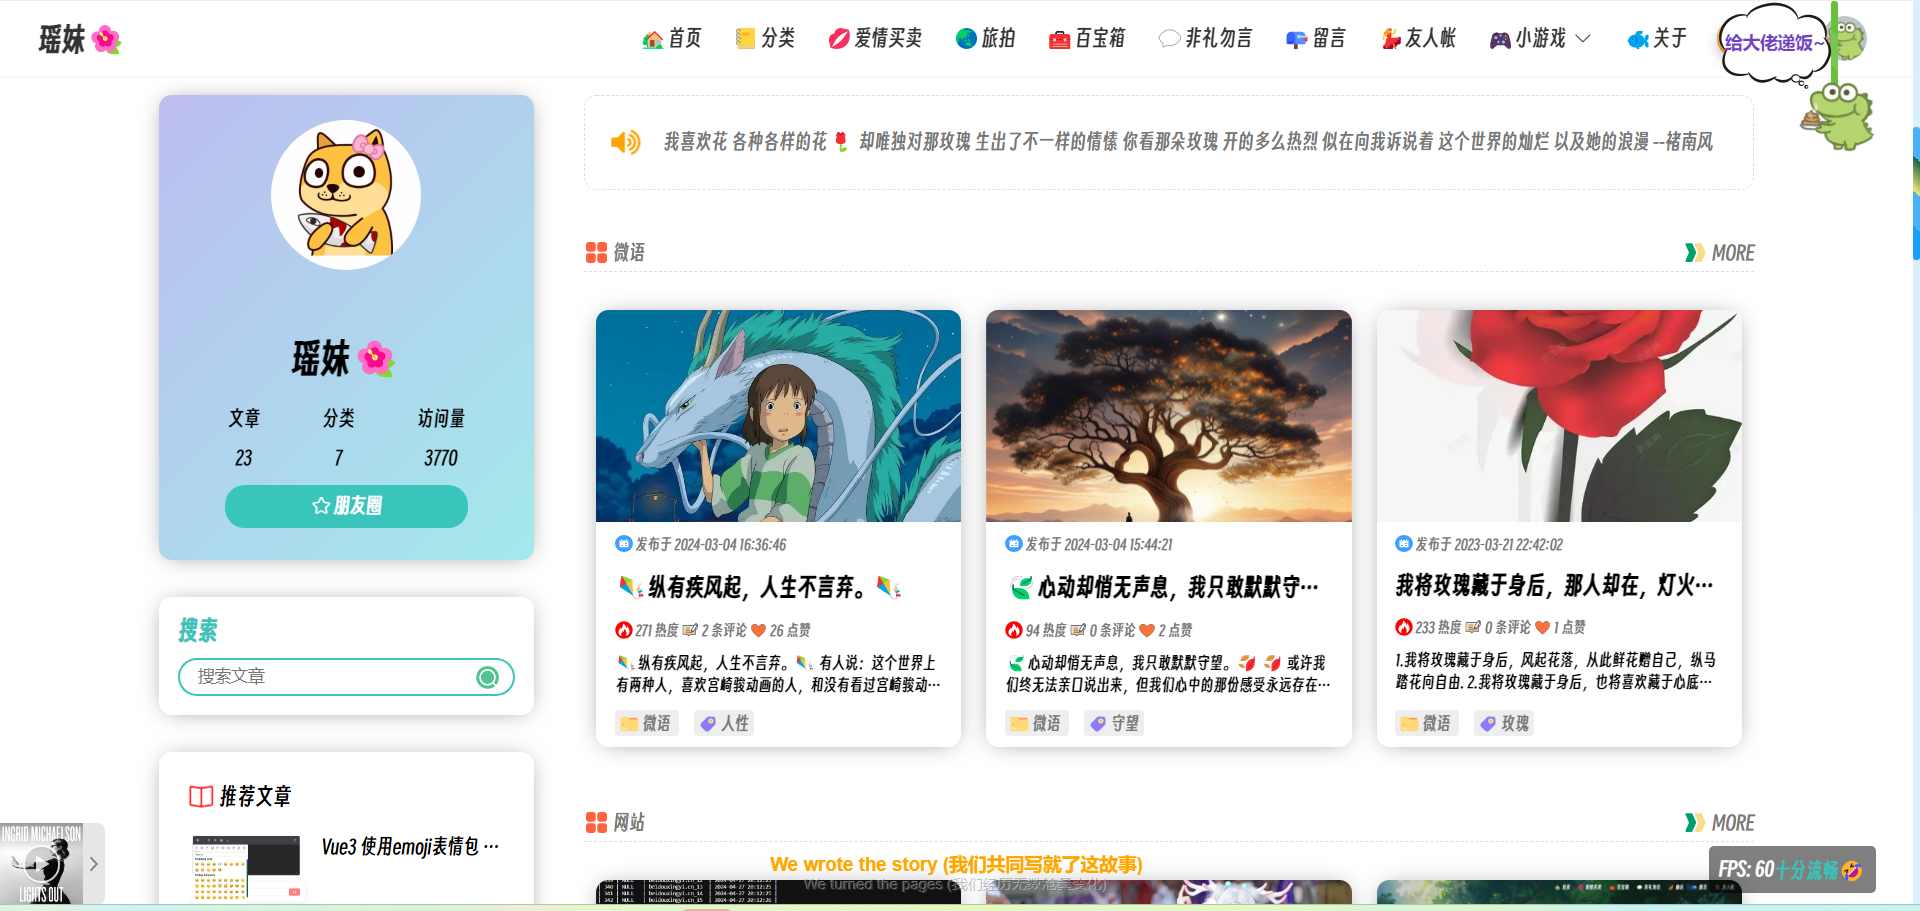 瑶妹
首页
分类
爱情买卖
旅拍
百宝箱
非礼勿言
留言
友人帐
小游戏
关于
给大佬递饭~
我喜欢花 各种各样的花 🌹 却唯独对那玫瑰 生出了不一样的情愫 你看那朵玫瑰 开的多么热烈 似在向我诉说着 这个世界的灿烂 以及她的浪漫 --褚南风
瑶妹
文章 分类 访问量
23 7 3770
朋友圈
搜索
搜索文章
推荐文章
Vue3 使用emoji表情包 ···
微语
MORE
发布于 2024-03-04 16:36:46
纵有疾风起，人生不言弃。
271 热度 2 条评论 26 点赞
纵有疾风起，人生不言弃。 有人说：这个世界上
有两种人，喜欢宫崎骏动画的人，和没有看过宫崎骏动···
微语 人性
发布于 2024-03-04 15:44:21
心动却悄无声息，我只敢默默守···
94 热度 0 条评论 2 点赞
心动却悄无声息，我只敢默默守望。 或许我
们终无法亲口说出来，但我们心中的那份感受永远存在···
微语 守望
发布于 2023-03-21 22:42:02
我将玫瑰藏于身后，那人却在，灯火···
233 热度 0 条评论 1 点赞
1.我将玫瑰藏于身后，风起花落，从此鲜花赠自己，纵马
踏花向自由. 2.我将玫瑰藏于身后，也将喜欢藏于心底···
微语 玫瑰
网站
MORE
We wrote the story (我们共同写就了这故事)
We turned the pages (我们经历无数沧桑变化)
INGRID MICHAELSON
LIGHTS OUT
FPS: 60 十分流畅